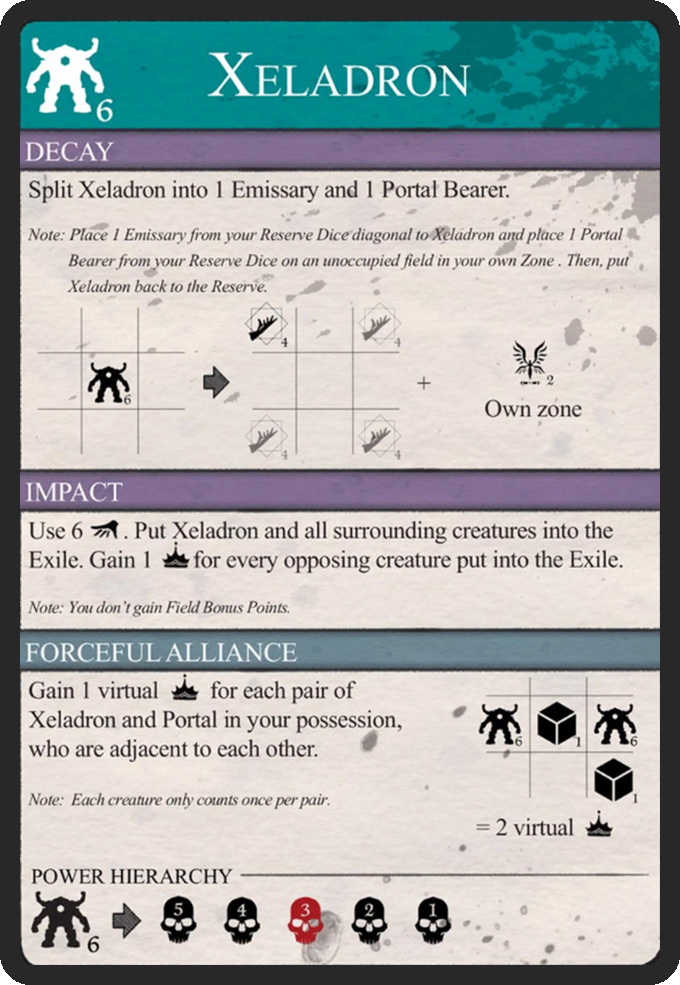 XELADRON
6
DECAY
Split Xeladron into 1 Emissary and 1 Portal Bearer.
Note: Place 1 Emissary from your Reserve Dice diagonal to Xeladron and place 1 Portal
Bearer from your Reserve Dice on an unoccupied field in your own Zone . Then, put
Xeladron back to the Reserve.
4 4
6 + 2
Own zone
4 4
IMPACT
Use 6 . Put Xeladron and all surrounding creatures into the
Exile. Gain 1 for every opposing creature put into the Exile.
Note: You don't gain Field Bonus Points.
FORCEFUL ALLIANCE
Gain 1 virtual for each pair of
Xeladron and Portal in your possession,
who are adjacent to each other.
Note: Each creature only counts once per pair.
6 1 6
1
= 2 virtual
POWER HIERARCHY
6 5 4 3 2 1